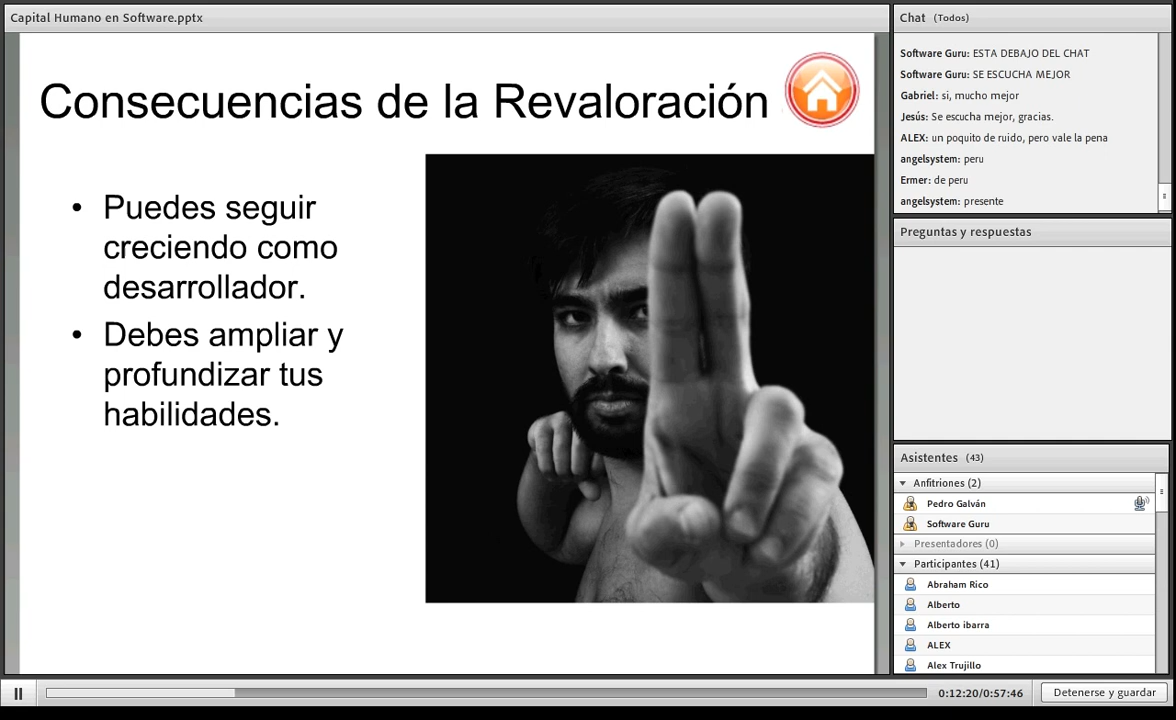 Capital Humano en Software.pptx
Consecuencias de la Revaloración
• Puedes seguir
creciendo como
desarrollador.
• Debes ampliar y
profundizar tus
habilidades.
Chat (Todos)
Software Guru: ESTA DEBAJO DEL CHAT
Software Guru: SE ESCUCHA MEJOR
Gabriel: si, mucho mejor
Jesús: Se escucha mejor, gracias.
ALEX: un poquito de ruido, pero vale la pena
angelsystem: peru
Ermer: de peru
angelsystem: presente
Preguntas y respuestas
Asistentes (43)
Anfitriones (2)
Pedro Galván
Software Guru
Presentadores (0)
Participantes (41)
Abraham Rico
Alberto
Alberto ibarra
ALEX
Alex Trujillo
0:12:20/0:57:46
Detenerse y guardar